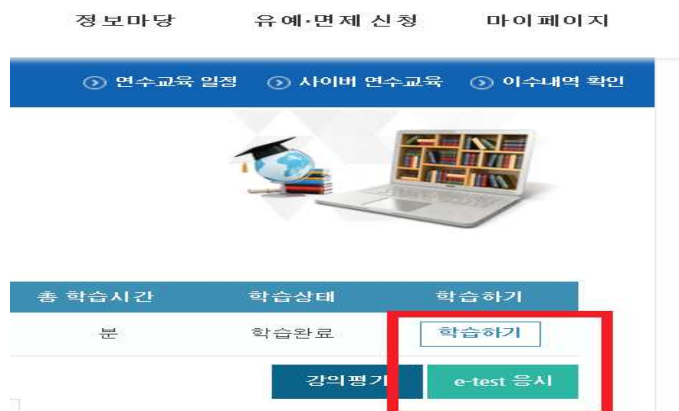 정보마당 유예·면제 신청 마이페이지
연수교육 일정 사이버 연수교육 이수내역 확인
총 학습시간 학습상태 학습하기
분 학습완료 학습하기
강의평가 e-test 응시